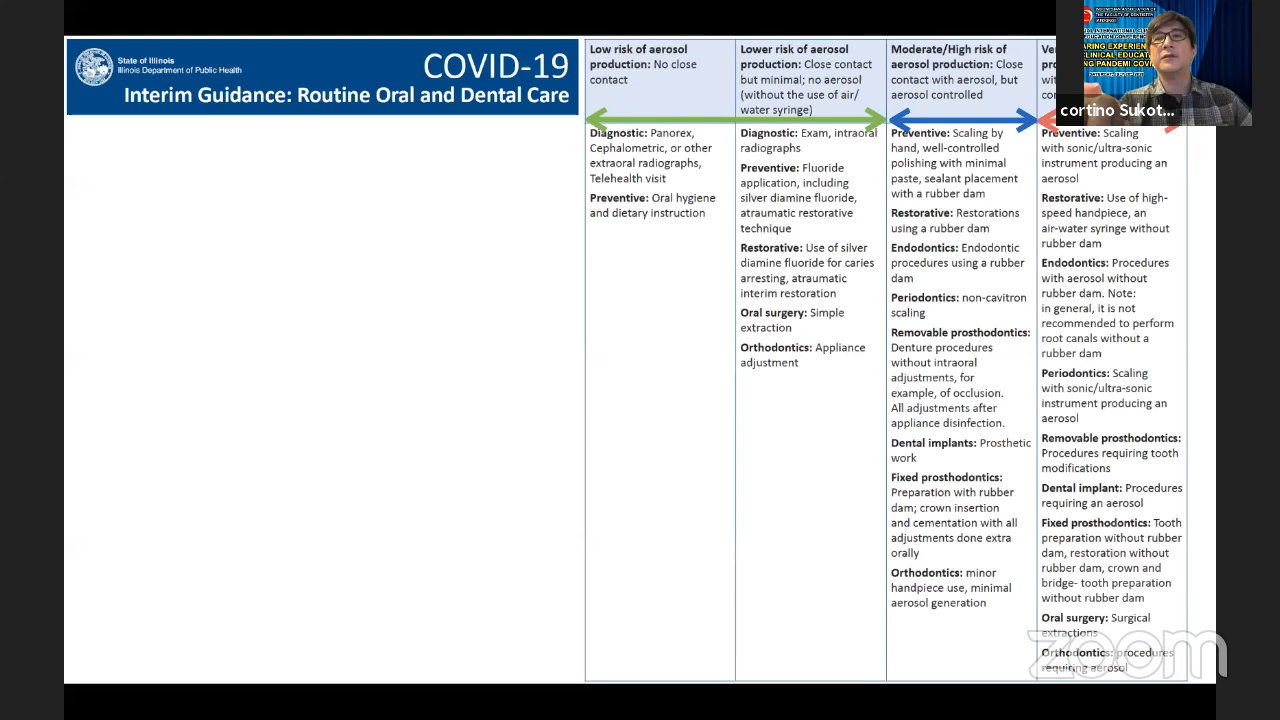 State of Illinois
Illinois Department of Public Health
COVID-19
Interim Guidance: Routine Oral and Dental Care
Low risk of aerosol
production: No close
contact
Diagnostic: Panorex,
Cephalometric, or other
extraoral radiographs,
Telehealth visit
Preventive: Oral hygiene
and dietary instruction
Lower risk of aerosol
production: Close contact
but minimal; no aerosol
(without the use of air/
water syringe)
Diagnostic: Exam, intraoral
radiographs
Preventive: Fluoride
application, including
silver diamine fluoride,
atraumatic restorative
technique
Restorative: Use of silver
diamine fluoride for caries
arresting, atraumatic
interim restoration
Oral surgery: Simple
extraction
Orthodontics: Appliance
adjustment
Moderate/High risk of
aerosol production: Close
contact with aerosol, but
aerosol controlled
Preventive: Scaling by
hand, well-controlled
polishing with minimal
paste, sealant placement
with a rubber dam
Restorative: Restorations
using a rubber dam
Endodontics: Endodontic
procedures using a rubber
dam
Periodontics: non-cavitron
scaling
Removable prosthodontics:
Denture procedures
without intraoral
adjustments, for
example, of occlusion.
All adjustments after
appliance disinfection.
Dental implants: Prosthetic
work
Fixed prosthodontics:
Preparation with rubber
dam; crown insertion
and cementation with all
adjustments done extra
orally
Orthodontics: minor
handpiece use, minimal
aerosol generation
Preventive: Scaling
with sonic/ultra-sonic
instrument producing an
aerosol
Restorative: Use of high-
speed handpiece, an
air-water syringe without
rubber dam
Endodontics: Procedures
with aerosol without
rubber dam. Note:
in general, it is not
recommended to perform
root canals without a
rubber dam
Periodontics: Scaling
with sonic/ultra-sonic
instrument producing an
aerosol
Removable prosthodontics:
Procedures requiring tooth
modifications
Dental implant: Procedures
requiring an aerosol
Fixed prosthodontics: Tooth
preparation without rubber
dam, restoration without
rubber dam, crown and
bridge- tooth preparation
without rubber dam
Oral surgery: Surgical
extractions
Orthodontics: procedures
requiring aerosol
INDONESIAN ASSOCIATION OF
cortino Sukot...
zoom